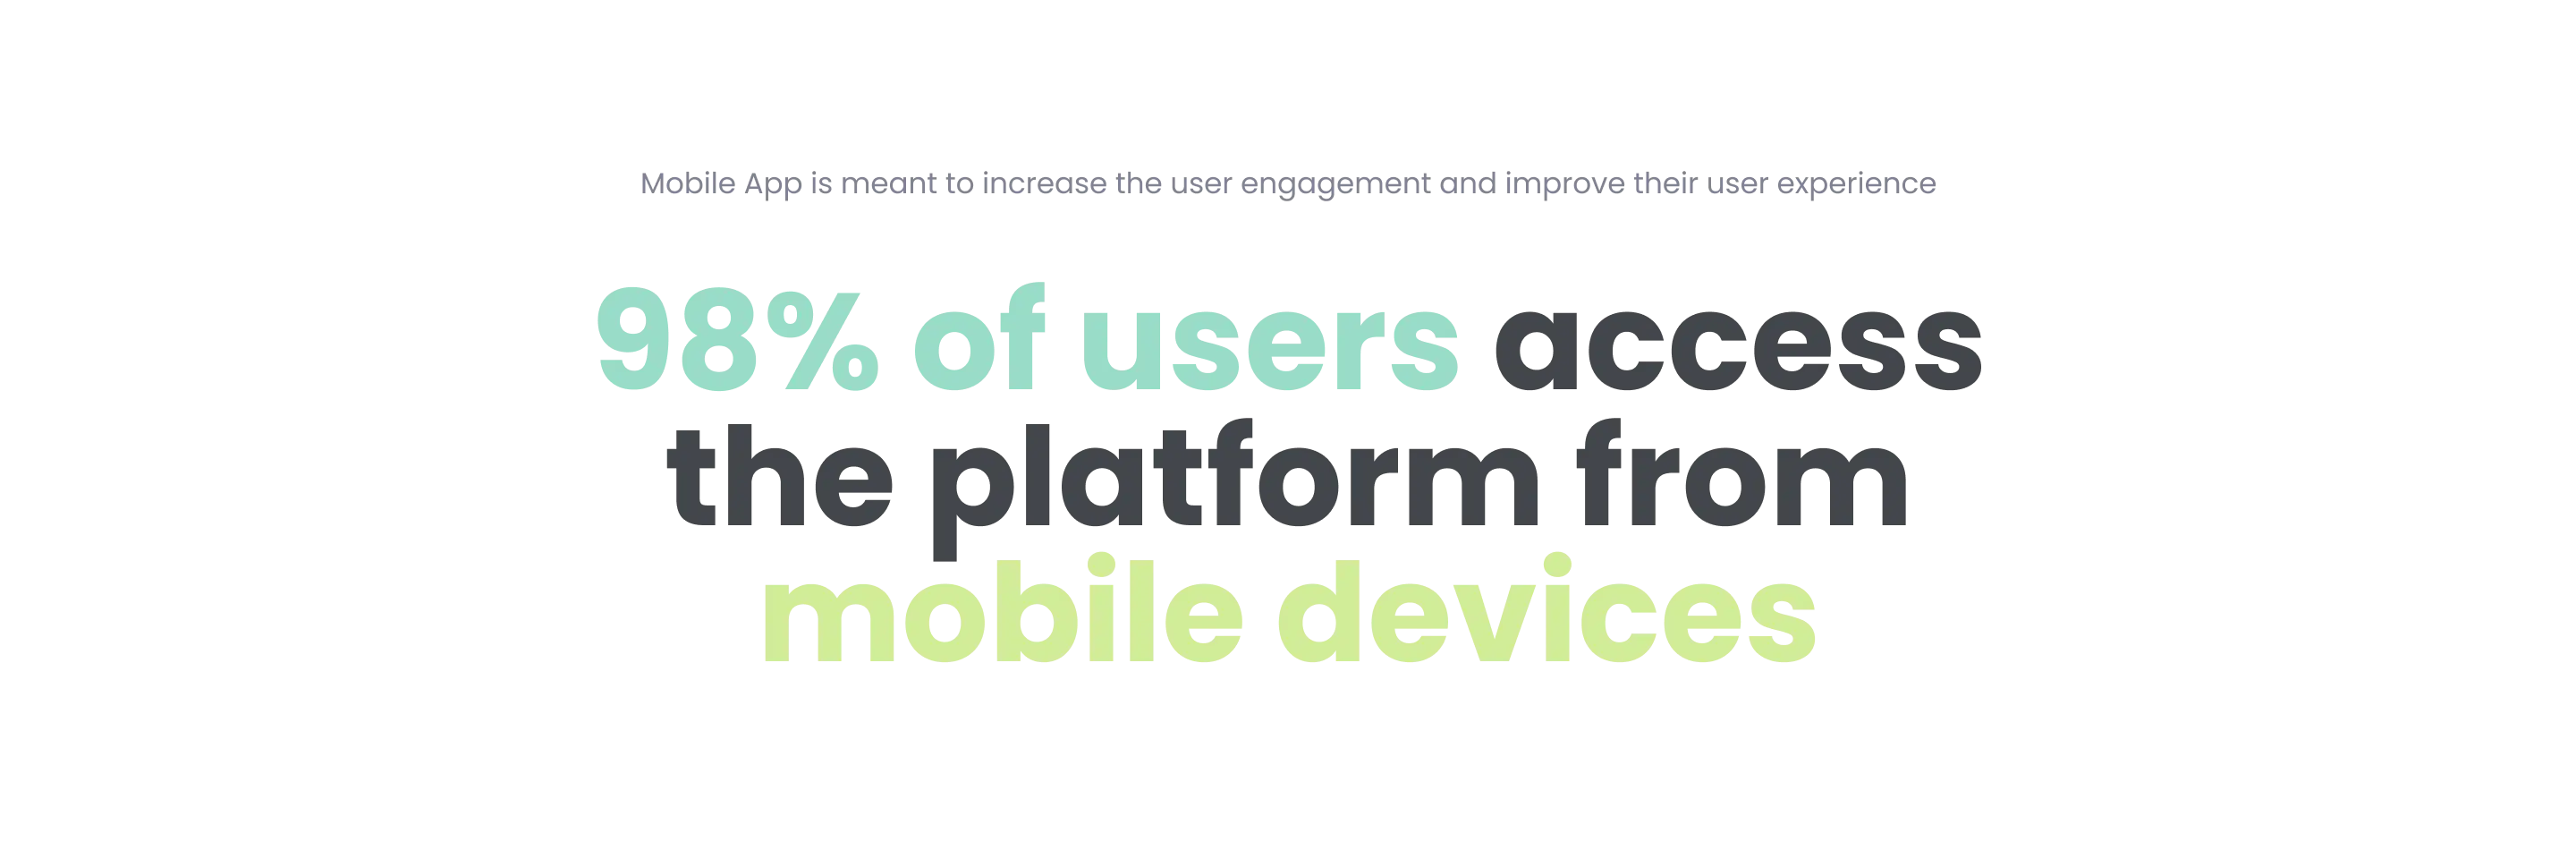 Mobile App is meant to increase the user engagement and improve their user experience
98% of users access
the platform from
mobile devices